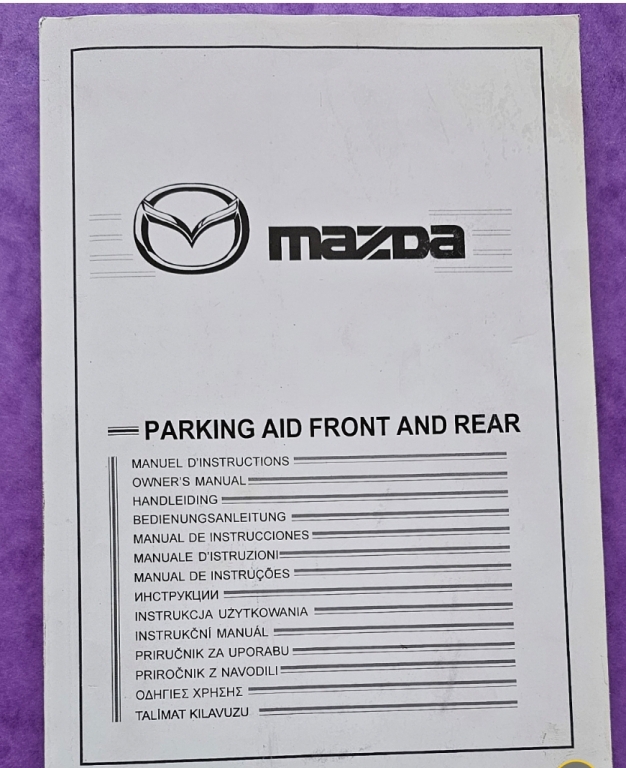 mazda
PARKING AID FRONT AND REAR
MANUEL D'INSTRUCTIONS
OWNER'S MANUAL
HANDLEIDING
BEDIENUNGSANLEITUNG
MANUAL DE INSTRUCCIONES
MANUALE D'ISTRUZIONI
MANUAL DE INSTRUÇÕES
ИНСТРУКЦИИ
INSTRUKCJA UŻYTKOWANIA
INSTRUKČNÍ MANUÁL
PRIRUČNIK ZA UPORABU
PRIROČNIK Z NAVODILI
ΟΔΗΓΙΕΣ ΧΡΗΣΗΣ
TALİMAT KILAVUZU